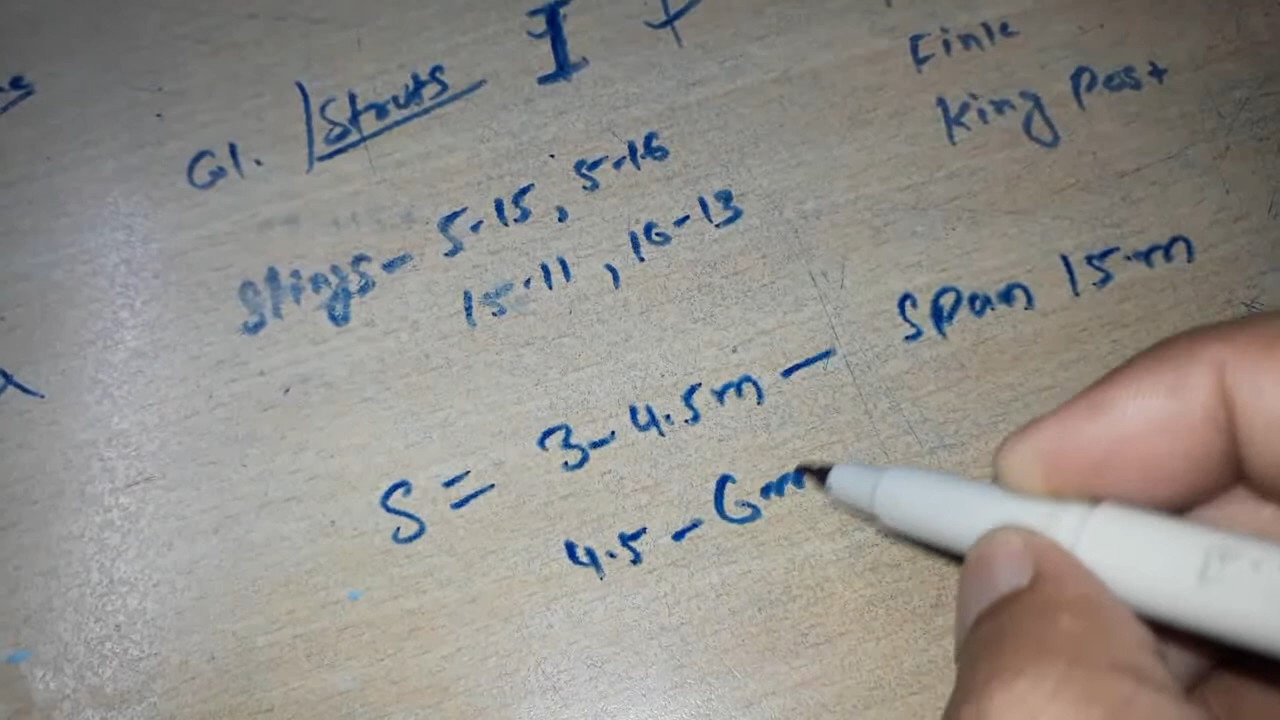 I
Fink
King Post
G1. /Struts
Slings- 5-15, 5-16
15-11, 16-13
S = 3-4.5m - Span 15m
4.5-6m